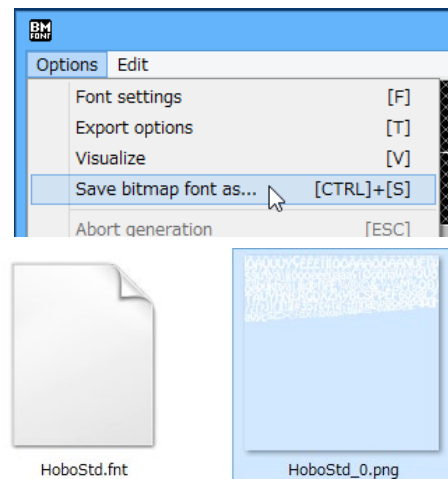 BM
FONT
Options Edit
Font settings [F]
Export options [T]
Visualize [V]
Save bitmap font as... [CTRL]+[S]
Abort generation [ESC]
HoboStd.fnt
HoboStd_0.png